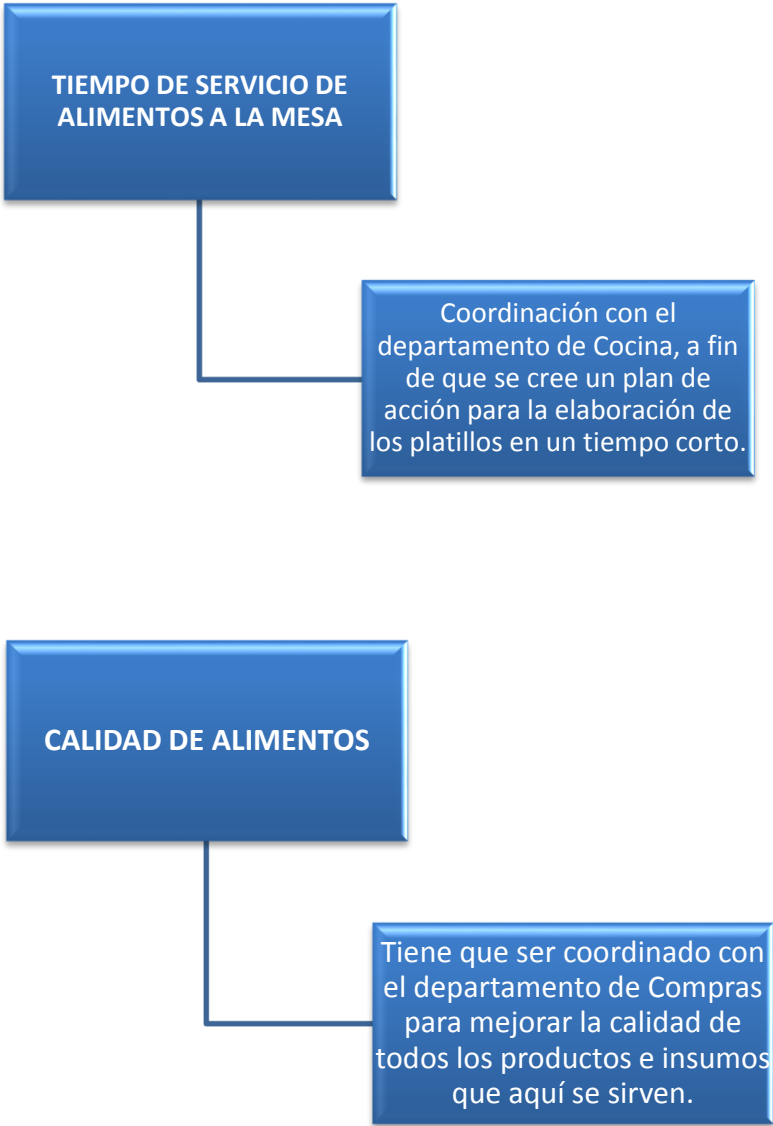 TIEMPO DE SERVICIO DE
ALIMENTOS A LA MESA
Coordinación con el
departamento de Cocina, a fin
de que se cree un plan de
acción para la elaboración de
los platillos en un tiempo corto.
CALIDAD DE ALIMENTOS
Tiene que ser coordinado con
el departamento de Compras
para mejorar la calidad de
todos los productos e insumos
que aquí se sirven.